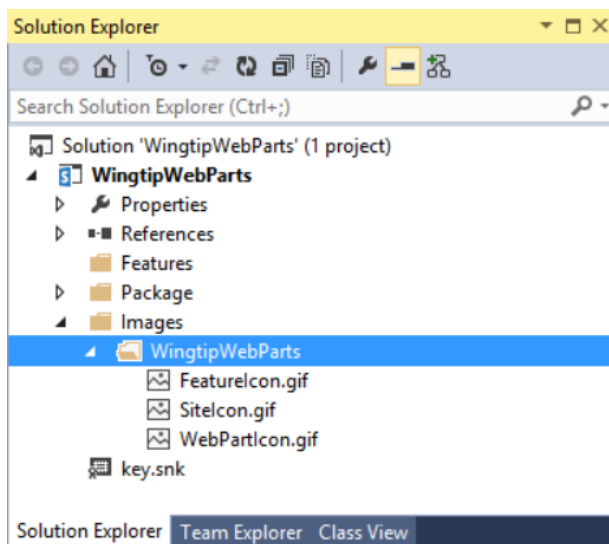 Solution Explorer
Search Solution Explorer (Ctrl+;)
Solution 'WingtipWebParts' (1 project)
WingtipWebParts
Properties
References
Features
Package
Images
WingtipWebParts
FeatureIcon.gif
SiteIcon.gif
WebPartIcon.gif
key.snk
Solution Explorer Team Explorer Class View